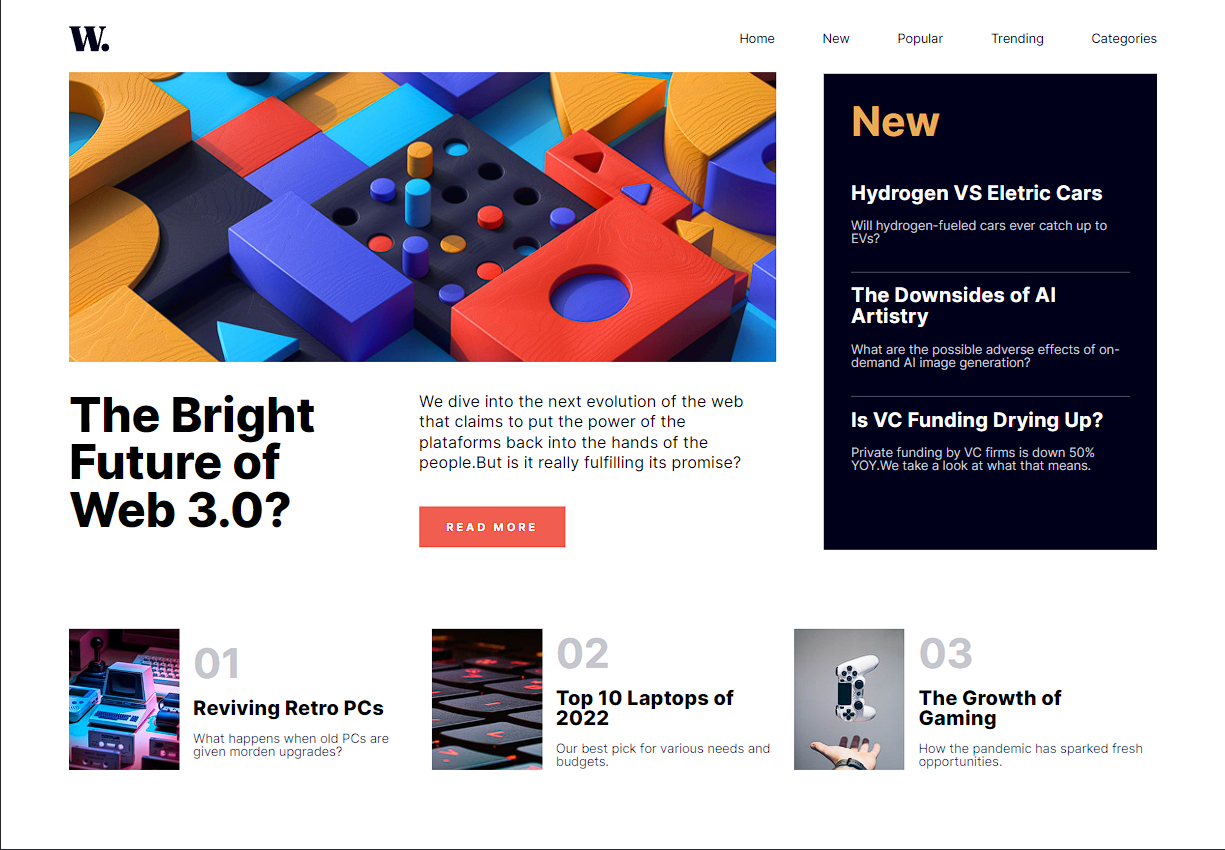 W.
Home New Popular Trending Categories
The Bright
Future of
Web 3.0?
We dive into the next evolution of the web
that claims to put the power of the
plataforms back into the hands of the
people.But is it really fulfilling its promise?
READ MORE
New
Hydrogen VS Eletric Cars
Will hydrogen-fueled cars ever catch up to
EVs?
The Downsides of AI
Artistry
What are the possible adverse effects of on-
demand AI image generation?
Is VC Funding Drying Up?
Private funding by VC firms is down 50%
YOY.We take a look at what that means.
01
Reviving Retro PCs
What happens when old PCs are
given morden upgrades?
02
Top 10 Laptops of
2022
Our best pick for various needs and
budgets.
03
The Growth of
Gaming
How the pandemic has sparked fresh
opportunities.